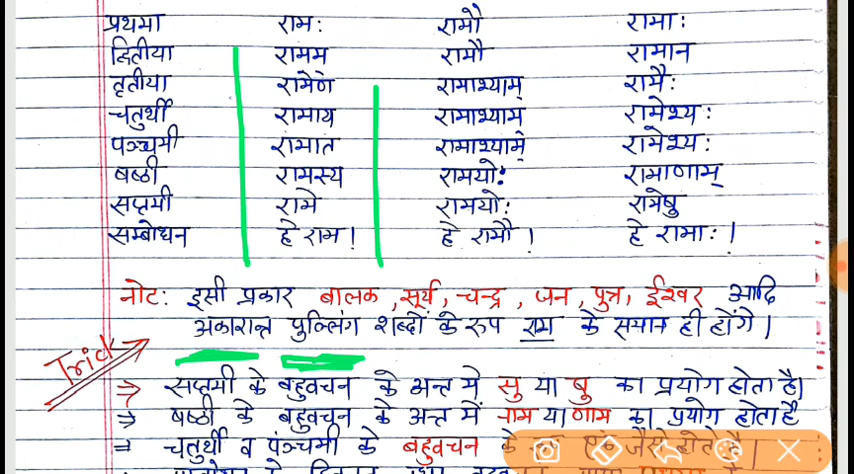 प्रथमा रामः रामौ रामाः
द्वितीया रामम रामौ रामान
तृतीया रामेण रामाभ्याम् रामैः
चतुर्थी रामाय रामाभ्याम रामेभ्यः
पञ्चमी रामात रामाभ्याम् रामेभ्यः
षष्ठी रामस्य रामयोः रामाणाम्
सप्तमी रामे रामयोः रामेषु
सम्बोधन हे राम! हे रामौ! हे रामाः!
नोटः इसी प्रकार बालक, सूर्य, चन्द्र, जन, पुत्र, ईश्वर आदि
अकारान्त पुल्लिंग शब्दों के रुप राम के समान ही होंगे।
Trick
⇒ सप्तमी के बहुवचन के अन्त में सु या षु का प्रयोग होता है।
⇒ षष्ठी के बहुवचन के अन्त में नाम या णाम का प्रयोग होता है
⇒ चतुर्थी व पंञ्चमी के बहुवचन के जैसे होते है।